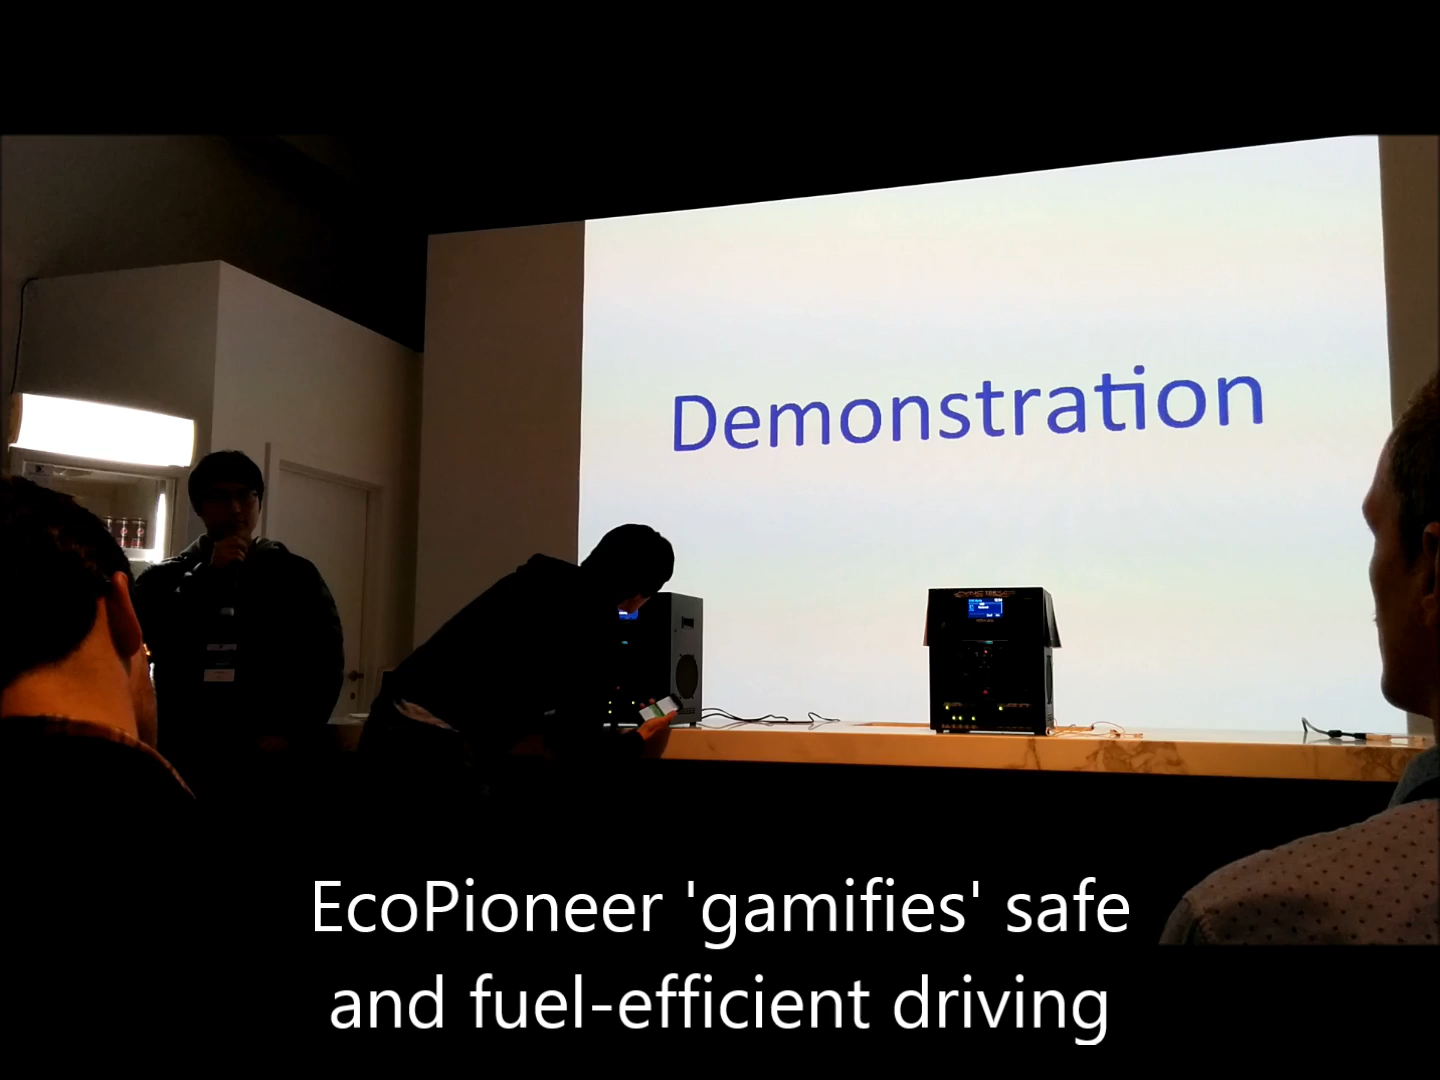 Demonstration
EcoPioneer 'gamifies' safe
and fuel-efficient driving